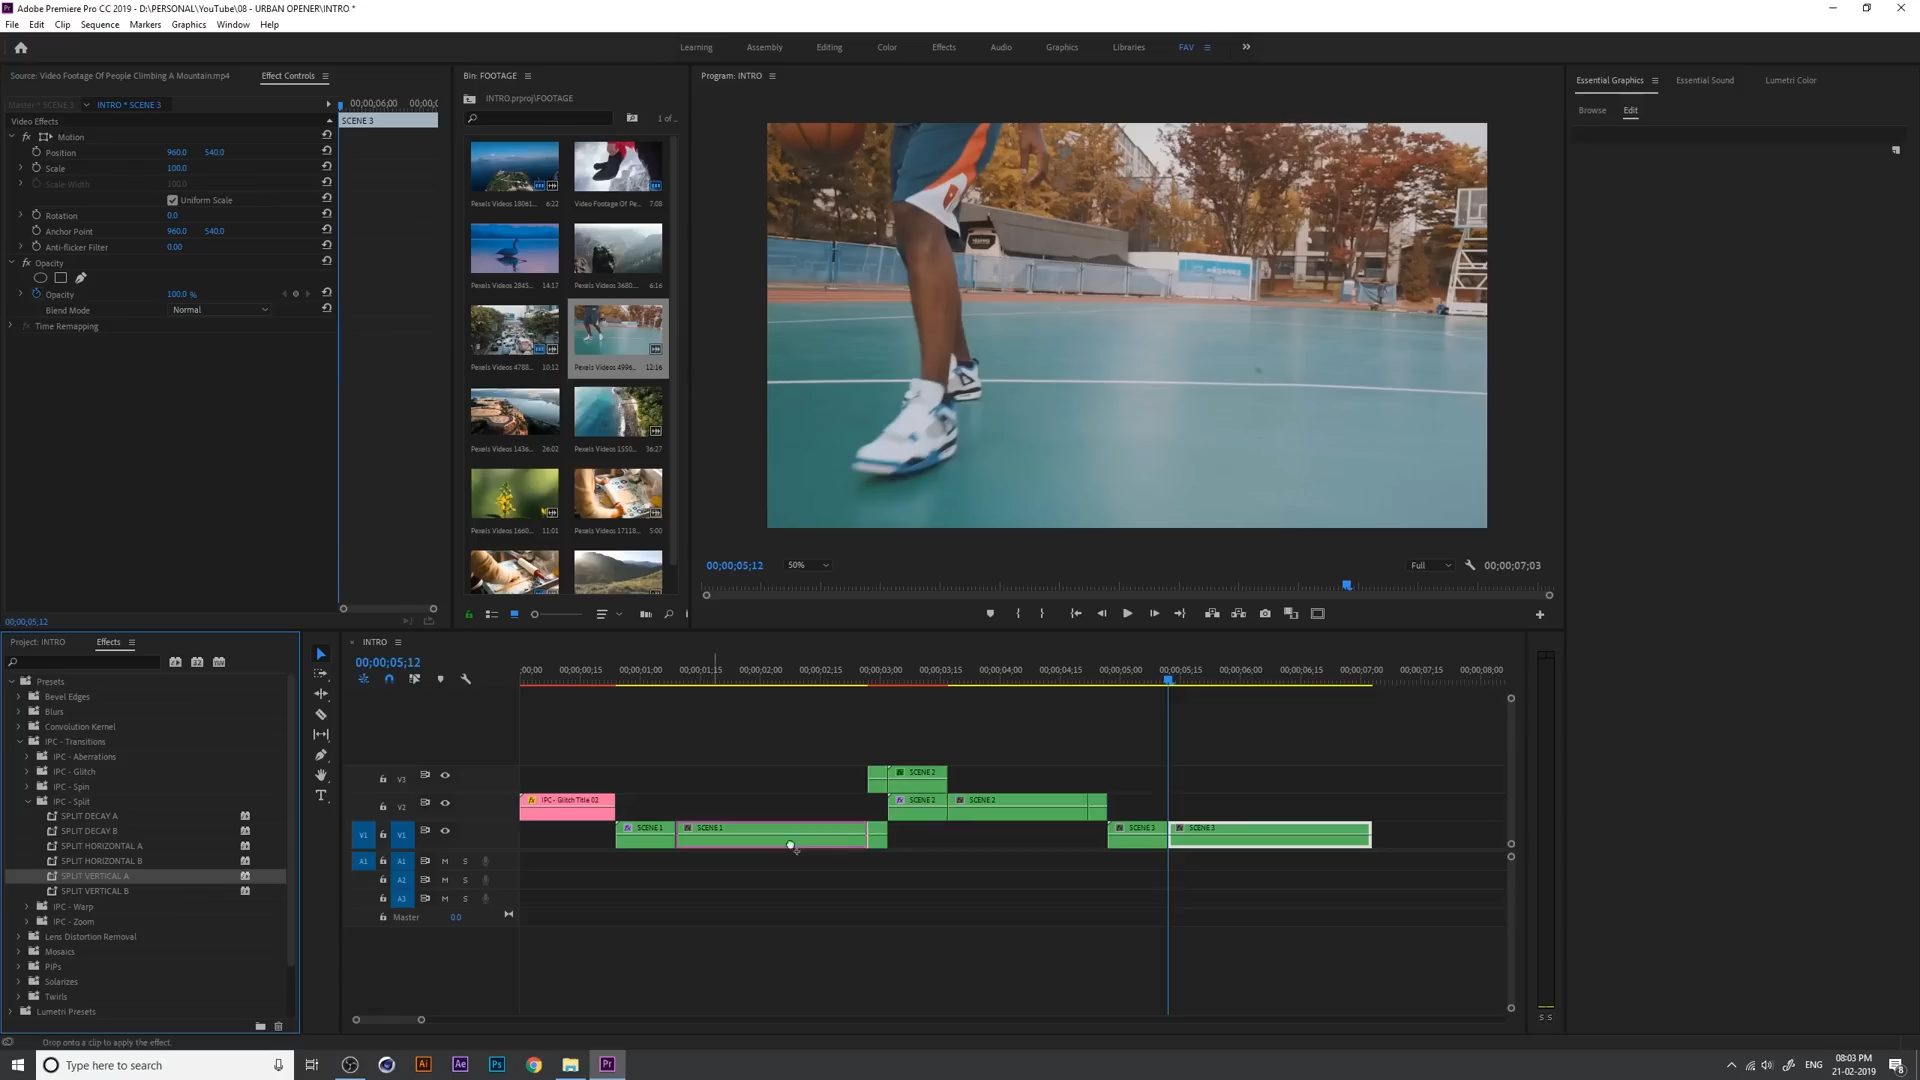 Adobe Premiere Pro CC 2019 - D:\PERSONAL\YouTube\08 - URBAN OPENER\INTRO *
File Edit Clip Sequence Markers Graphics Window Help
Learning Assembly Editing Color Effects Audio Graphics Libraries FAV
Source: Video Footage Of People Climbing A Mountain.mp4
Effect Controls
Master * SCENE 3
INTRO * SCENE 3
00;00;06;00
SCENE 3
Video Effects
fx Motion
Position 960.0 540.0
Scale 100.0
Scale Width 100.0
Uniform Scale
Rotation 0.0
Anchor Point 960.0 540.0
Anti-flicker Filter 0.00
fx Opacity
Opacity 100.0 %
Blend Mode Normal
fx Time Remapping
00;00;05;12
Bin: FOOTAGE
INTRO.prproj\FOOTAGE
1 of ..
Pexels Videos 18061... 6:22
Video Footage Of Pe... 7:08
Pexels Videos 2845... 14:17
Pexels Videos 3680... 6:16
Pexels Videos 4788... 10:12
Pexels Videos 4996... 12:16
Pexels Videos 1436... 26:02
Pexels Videos 1550... 36:27
Pexels Videos 1660... 11:01
Pexels Videos 17118... 5:00
Program: INTRO
00;00;05;12 50% Full 00;00;07;03
Essential Graphics Essential Sound Lumetri Color
Browse Edit
Project: INTRO Effects
Presets
Bevel Edges
Blurs
Convolution Kernel
IPC - Transitions
IPC - Aberrations
IPC - Glitch
IPC - Spin
IPC - Split
SPLIT DECAY A
SPLIT DECAY B
SPLIT HORIZONTAL A
SPLIT HORIZONTAL B
SPLIT VERTICAL A
SPLIT VERTICAL B
IPC - Warp
IPC - Zoom
Lens Distortion Removal
Mosaics
PiPs
Solarizes
Twirls
Lumetri Presets
INTRO
00;00;05;12
;00;00 00;00;00;15 00;00;01;00 00;00;01;15 00;00;02;00 00;00;02;15 00;00;03;00 00;00;03;15 00;00;04;00 00;00;04;15 00;00;05;00 00;00;05;15 00;00;06;00 00;00;06;15 00;00;07;00 00;00;07;15 00;00;08;00
V3 SCENE 2
V2 IPC - Glitch Title 02 SCENE 2 SCENE 2
V1 V1 SCENE 1 SCENE 1 SCENE 3 SCENE 3
A1 A1 M S
A2 M S
A3 M S
Master 0.0
S S
Drop onto a clip to apply the effect.
Type here to search
Ai Ae Ps Pr
ENG
08:03 PM
21-02-2019